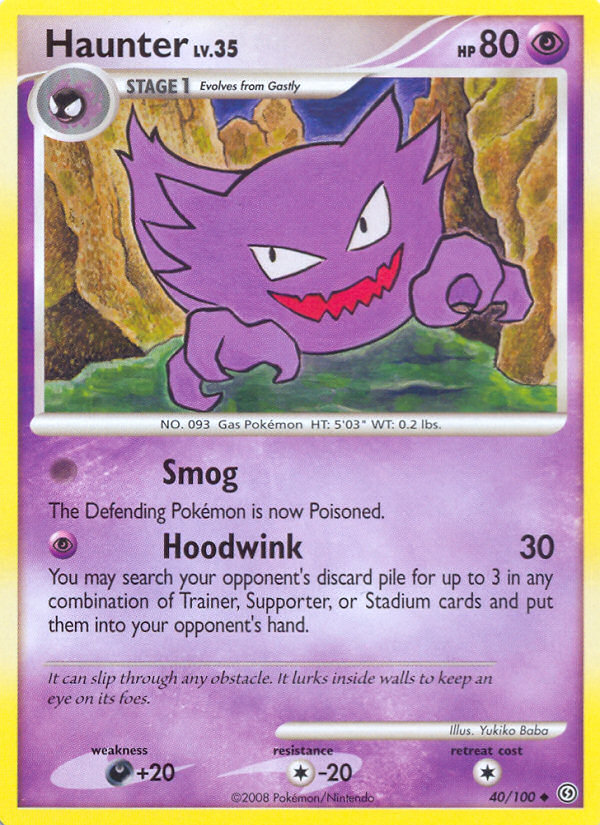 Haunter LV.35
HP 80
STAGE 1 Evolves from Gastly
NO. 093 Gas Pokémon HT: 5'03" WT: 0.2 lbs.
Smog
The Defending Pokémon is now Poisoned.
Hoodwink 30
You may search your opponent's discard pile for up to 3 in any
combination of Trainer, Supporter, or Stadium cards and put
them into your opponent's hand.
It can slip through any obstacle. It lurks inside walls to keep an
eye on its foes.
Illus. Yukiko Baba
weakness resistance retreat cost
+20 -20
©2008 Pokémon/Nintendo 40/100